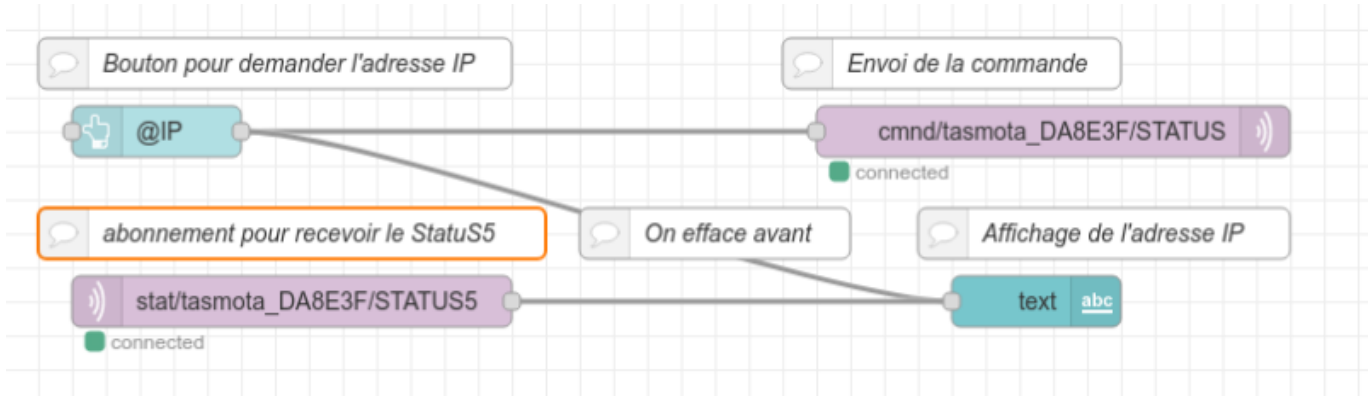 Bouton pour demander l'adresse IP
Envoi de la commande
@IP
cmnd/tasmota_DA8E3F/STATUS
connected
abonnement pour recevoir le StatuS5
On efface avant
Affichage de l'adresse IP
stat/tasmota_DA8E3F/STATUS5
text
abc
connected